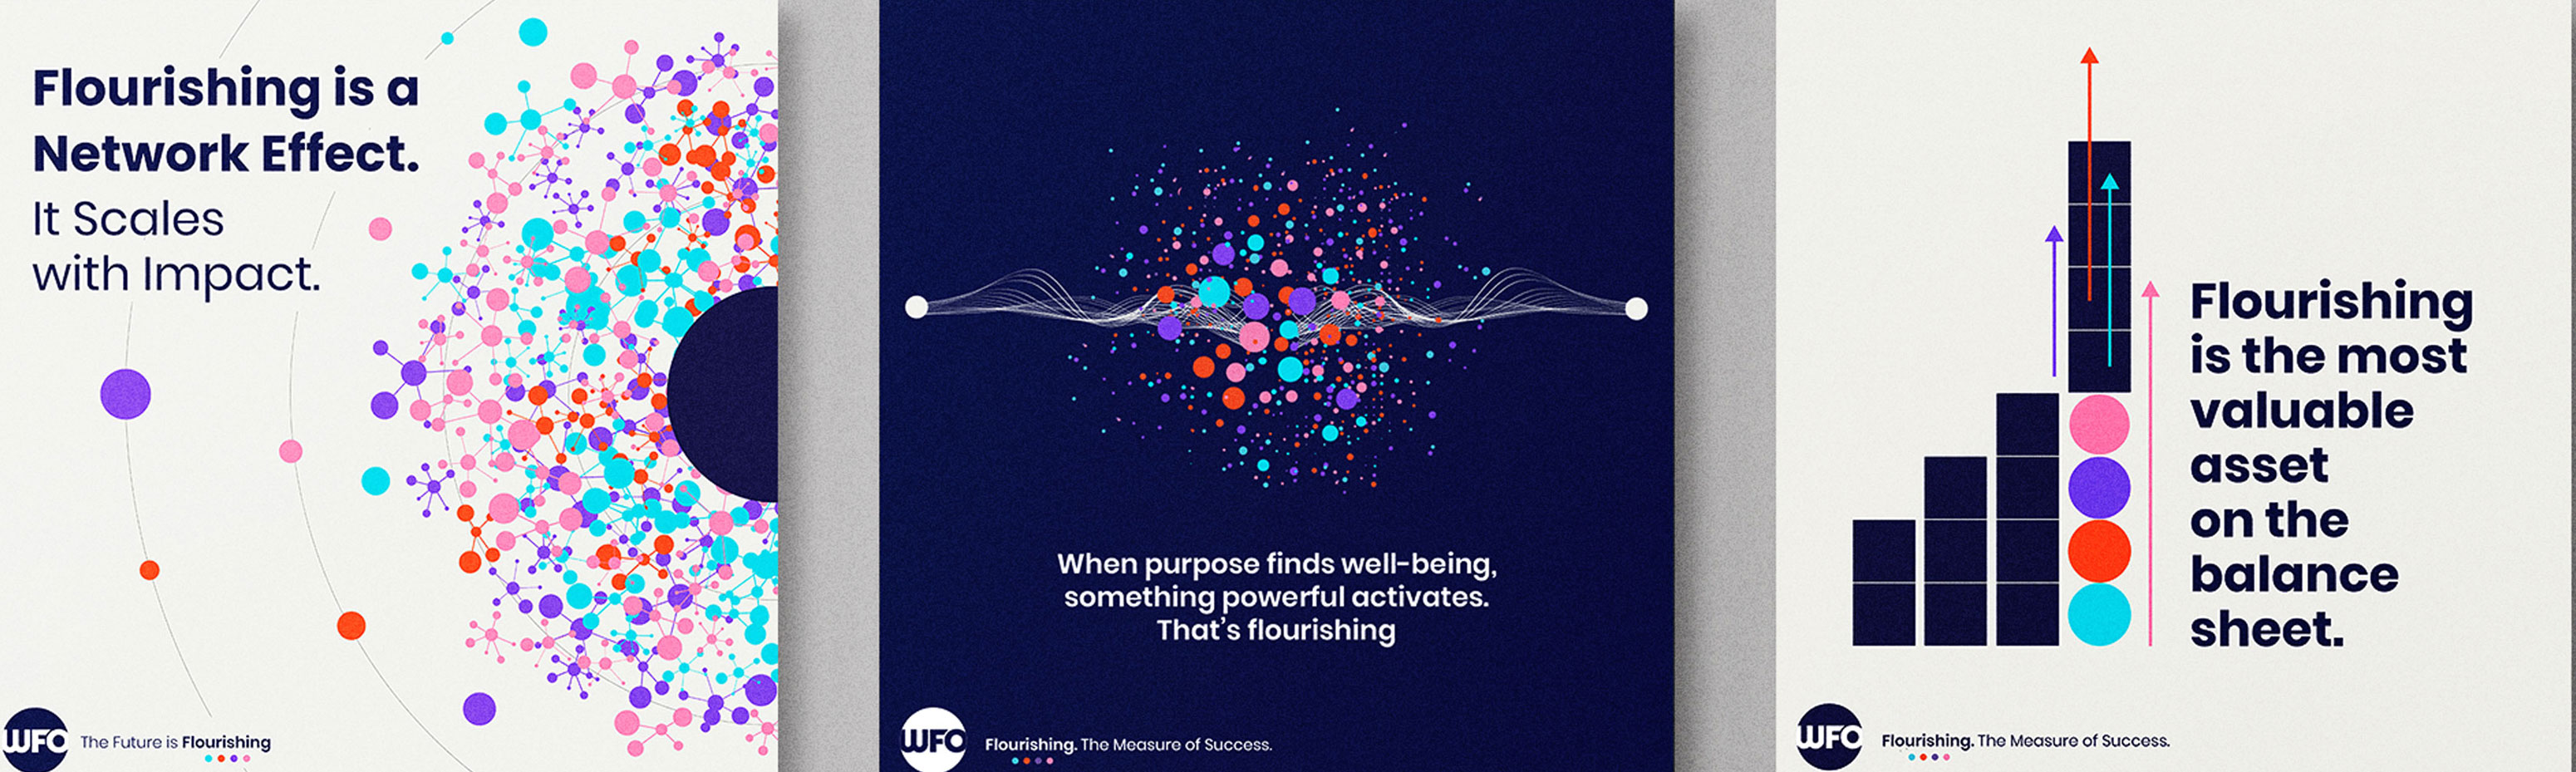 Flourishing is a
Network Effect.
It Scales
with Impact.
WFO
The Future is Flourishing
When purpose finds well-being,
something powerful activates.
That's flourishing
WFO
Flourishing. The Measure of Success.
Flourishing
is the most
valuable
asset
on the
balance
sheet.
WFO
Flourishing. The Measure of Success.